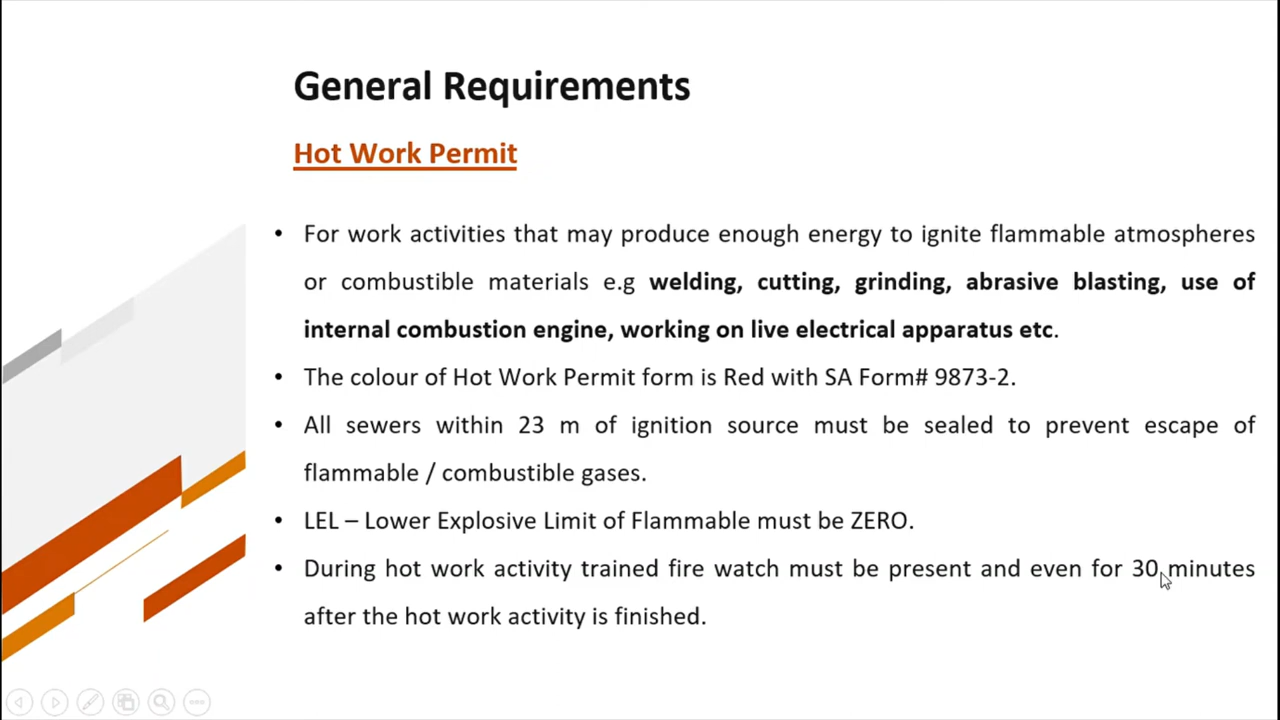 General Requirements
Hot Work Permit
• For work activities that may produce enough energy to ignite flammable atmospheres
or combustible materials e.g welding, cutting, grinding, abrasive blasting, use of
internal combustion engine, working on live electrical apparatus etc.
• The colour of Hot Work Permit form is Red with SA Form# 9873-2.
• All sewers within 23 m of ignition source must be sealed to prevent escape of
flammable / combustible gases.
• LEL – Lower Explosive Limit of Flammable must be ZERO.
• During hot work activity trained fire watch must be present and even for 30 minutes
after the hot work activity is finished.